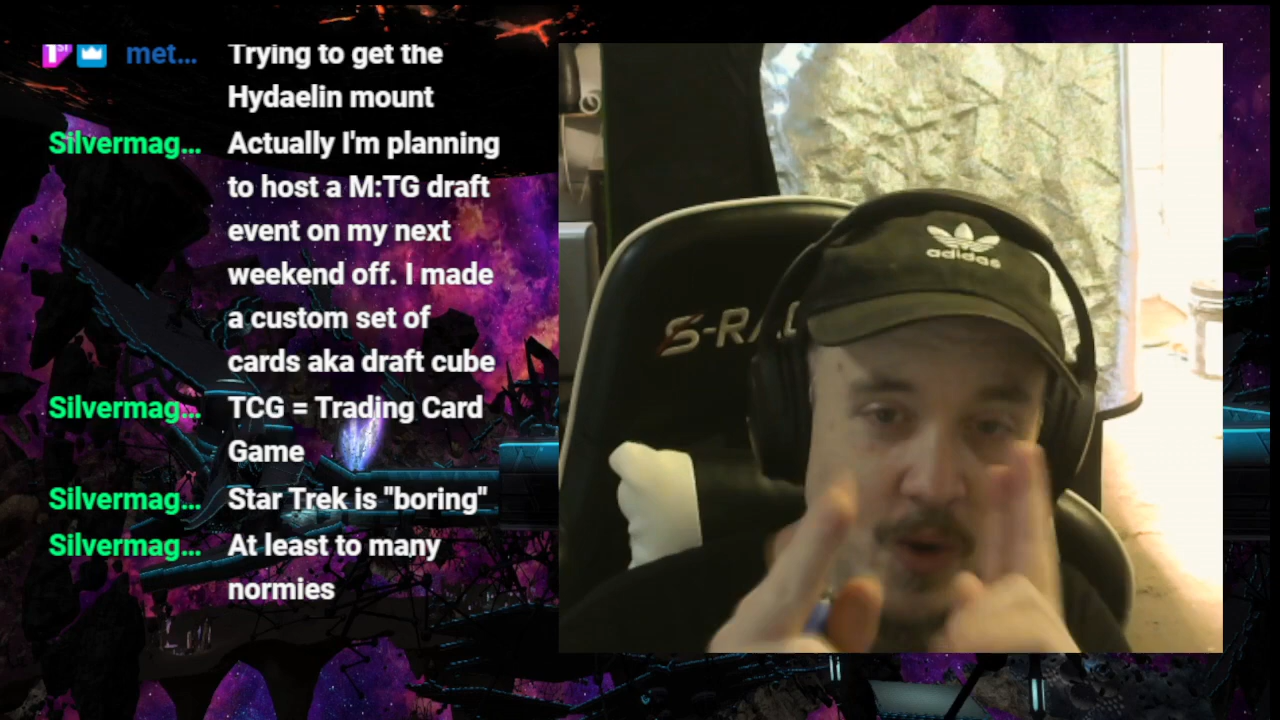 met... Trying to get the
Hydaelin mount
Silvermag... Actually I'm planning
to host a M:TG draft
event on my next
weekend off. I made
a custom set of
cards aka draft cube
Silvermag... TCG = Trading Card
Game
Silvermag... Star Trek is "boring"
Silvermag... At least to many
normies
adidas